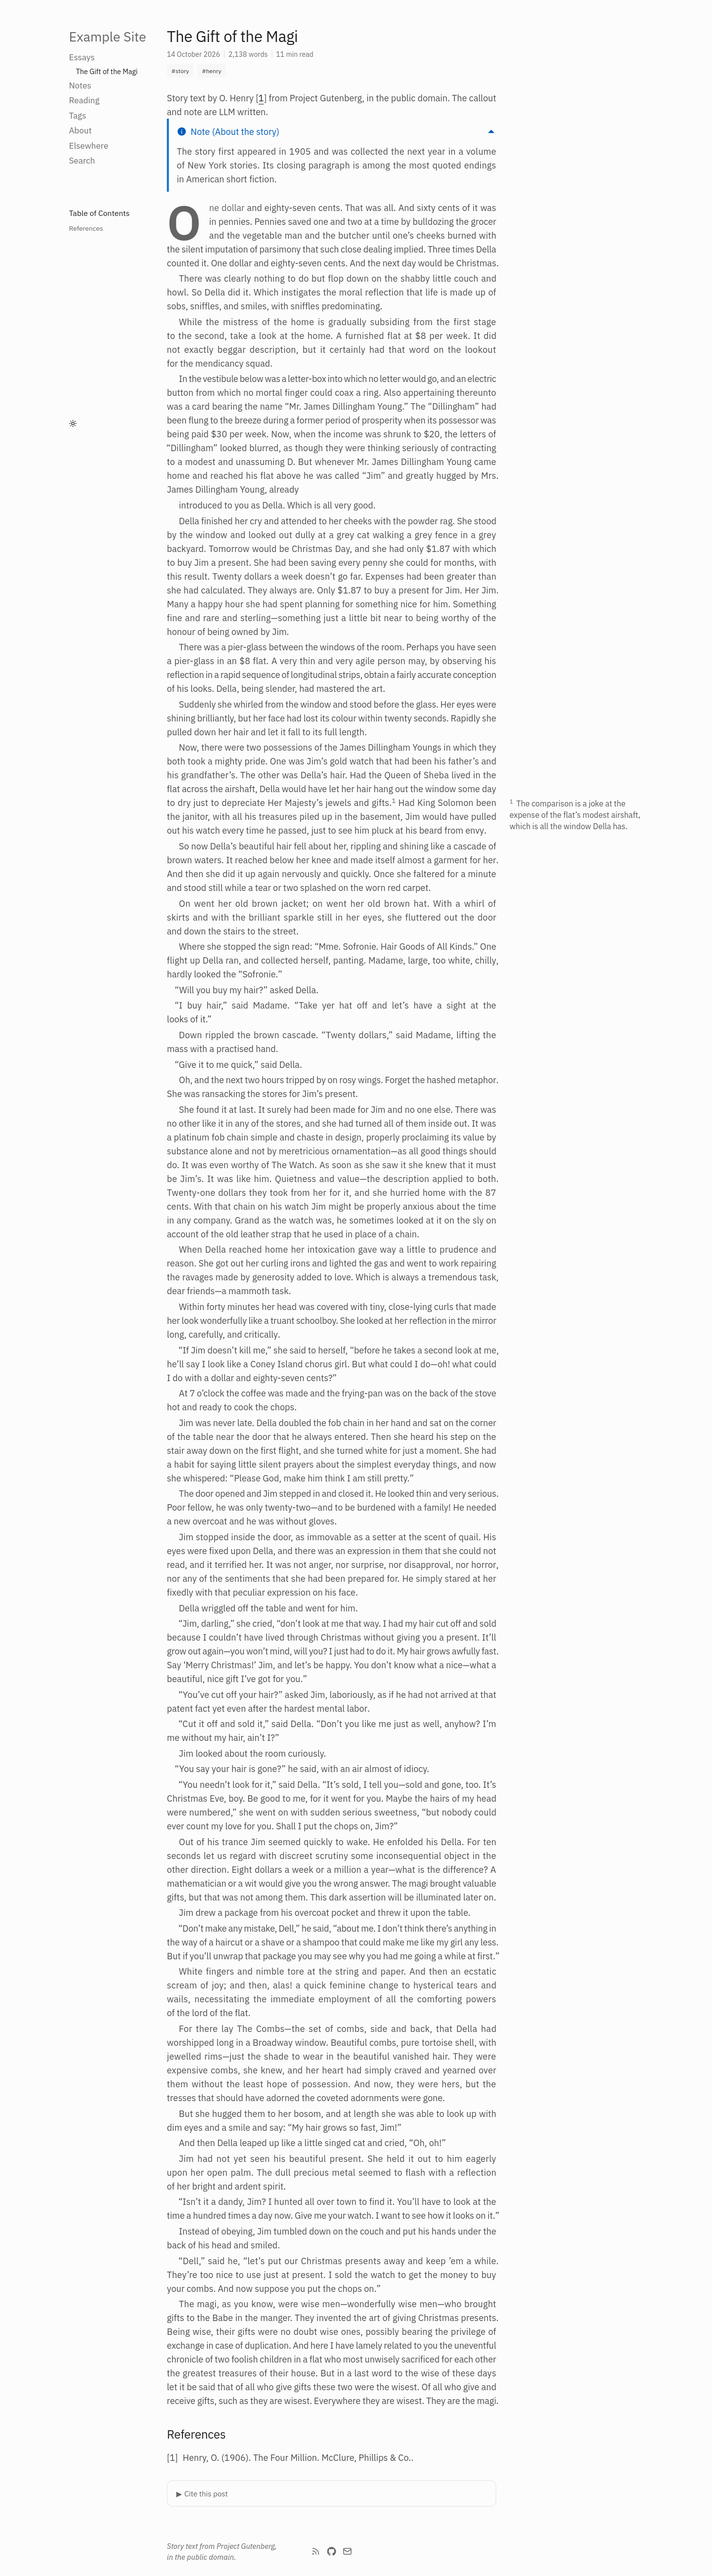 Example Site
Essays
The Gift of the Magi
Notes
Reading
Tags
About
Elsewhere
Search
Table of Contents
References
The Gift of the Magi
14 October 2026 | 2,138 words | 11 min read
#story #henry
Story text by O. Henry [1] from Project Gutenberg, in the public domain. The callout
and note are LLM written.
Note (About the story)
The story first appeared in 1905 and was collected the next year in a volume
of New York stories. Its closing paragraph is among the most quoted endings
in American short fiction.
One dollar and eighty-seven cents. That was all. And sixty cents of it was
in pennies. Pennies saved one and two at a time by bulldozing the grocer
and the vegetable man and the butcher until one’s cheeks burned with
the silent imputation of parsimony that such close dealing implied. Three times Della
counted it. One dollar and eighty-seven cents. And the next day would be Christmas.
There was clearly nothing to do but flop down on the shabby little couch and
howl. So Della did it. Which instigates the moral reflection that life is made up of
sobs, sniffles, and smiles, with sniffles predominating.
While the mistress of the home is gradually subsiding from the first stage
to the second, take a look at the home. A furnished flat at $8 per week. It did
not exactly beggar description, but it certainly had that word on the lookout
for the mendicancy squad.
In the vestibule below was a letter-box into which no letter would go, and an electric
button from which no mortal finger could coax a ring. Also appertaining thereunto
was a card bearing the name “Mr. James Dillingham Young.” The “Dillingham” had
been flung to the breeze during a former period of prosperity when its possessor was
being paid $30 per week. Now, when the income was shrunk to $20, the letters of
“Dillingham” looked blurred, as though they were thinking seriously of contracting
to a modest and unassuming D. But whenever Mr. James Dillingham Young came
home and reached his flat above he was called “Jim” and greatly hugged by Mrs.
James Dillingham Young, already
introduced to you as Della. Which is all very good.
Della finished her cry and attended to her cheeks with the powder rag. She stood
by the window and looked out dully at a grey cat walking a grey fence in a grey
backyard. Tomorrow would be Christmas Day, and she had only $1.87 with which
to buy Jim a present. She had been saving every penny she could for months, with
this result. Twenty dollars a week doesn’t go far. Expenses had been greater than
she had calculated. They always are. Only $1.87 to buy a present for Jim. Her Jim.
Many a happy hour she had spent planning for something nice for him. Something
fine and rare and sterling—something just a little bit near to being worthy of the
honour of being owned by Jim.
There was a pier-glass between the windows of the room. Perhaps you have seen
a pier-glass in an $8 flat. A very thin and very agile person may, by observing his
reflection in a rapid sequence of longitudinal strips, obtain a fairly accurate conception
of his looks. Della, being slender, had mastered the art.
Suddenly she whirled from the window and stood before the glass. Her eyes were
shining brilliantly, but her face had lost its colour within twenty seconds. Rapidly she
pulled down her hair and let it fall to its full length.
Now, there were two possessions of the James Dillingham Youngs in which they
both took a mighty pride. One was Jim’s gold watch that had been his father’s and
his grandfather’s. The other was Della’s hair. Had the Queen of Sheba lived in the
flat across the airshaft, Della would have let her hair hang out the window some day
to dry just to depreciate Her Majesty’s jewels and gifts.1 Had King Solomon been
the janitor, with all his treasures piled up in the basement, Jim would have pulled
out his watch every time he passed, just to see him pluck at his beard from envy.
1 The comparison is a joke at the
expense of the flat’s modest airshaft,
which is all the window Della has.
So now Della’s beautiful hair fell about her, rippling and shining like a cascade of
brown waters. It reached below her knee and made itself almost a garment for her.
And then she did it up again nervously and quickly. Once she faltered for a minute
and stood still while a tear or two splashed on the worn red carpet.
On went her old brown jacket; on went her old brown hat. With a whirl of
skirts and with the brilliant sparkle still in her eyes, she fluttered out the door
and down the stairs to the street.
Where she stopped the sign read: “Mme. Sofronie. Hair Goods of All Kinds.” One
flight up Della ran, and collected herself, panting. Madame, large, too white, chilly,
hardly looked the “Sofronie.”
“Will you buy my hair?” asked Della.
“I buy hair,” said Madame. “Take yer hat off and let’s have a sight at the
looks of it.”
Down rippled the brown cascade. “Twenty dollars,” said Madame, lifting the
mass with a practised hand.
“Give it to me quick,” said Della.
Oh, and the next two hours tripped by on rosy wings. Forget the hashed metaphor.
She was ransacking the stores for Jim’s present.
She found it at last. It surely had been made for Jim and no one else. There was
no other like it in any of the stores, and she had turned all of them inside out. It was
a platinum fob chain simple and chaste in design, properly proclaiming its value by
substance alone and not by meretricious ornamentation—as all good things should
do. It was even worthy of The Watch. As soon as she saw it she knew that it must
be Jim’s. It was like him. Quietness and value—the description applied to both.
Twenty-one dollars they took from her for it, and she hurried home with the 87
cents. With that chain on his watch Jim might be properly anxious about the time
in any company. Grand as the watch was, he sometimes looked at it on the sly on
account of the old leather strap that he used in place of a chain.
When Della reached home her intoxication gave way a little to prudence and
reason. She got out her curling irons and lighted the gas and went to work repairing
the ravages made by generosity added to love. Which is always a tremendous task,
dear friends—a mammoth task.
Within forty minutes her head was covered with tiny, close-lying curls that made
her look wonderfully like a truant schoolboy. She looked at her reflection in the mirror
long, carefully, and critically.
“If Jim doesn’t kill me,” she said to herself, “before he takes a second look at me,
he’ll say I look like a Coney Island chorus girl. But what could I do—oh! what could
I do with a dollar and eighty-seven cents?”
At 7 o’clock the coffee was made and the frying-pan was on the back of the stove
hot and ready to cook the chops.
Jim was never late. Della doubled the fob chain in her hand and sat on the corner
of the table near the door that he always entered. Then she heard his step on the
stair away down on the first flight, and she turned white for just a moment. She had
a habit for saying little silent prayers about the simplest everyday things, and now
she whispered: “Please God, make him think I am still pretty.”
The door opened and Jim stepped in and closed it. He looked thin and very serious.
Poor fellow, he was only twenty-two—and to be burdened with a family! He needed
a new overcoat and he was without gloves.
Jim stopped inside the door, as immovable as a setter at the scent of quail. His
eyes were fixed upon Della, and there was an expression in them that she could not
read, and it terrified her. It was not anger, nor surprise, nor disapproval, nor horror,
nor any of the sentiments that she had been prepared for. He simply stared at her
fixedly with that peculiar expression on his face.
Della wriggled off the table and went for him.
“Jim, darling,” she cried, “don’t look at me that way. I had my hair cut off and sold
because I couldn’t have lived through Christmas without giving you a present. It’ll
grow out again—you won’t mind, will you? I just had to do it. My hair grows awfully fast.
Say ‘Merry Christmas!’ Jim, and let’s be happy. You don’t know what a nice—what a
beautiful, nice gift I’ve got for you.”
“You’ve cut off your hair?” asked Jim, laboriously, as if he had not arrived at that
patent fact yet even after the hardest mental labor.
“Cut it off and sold it,” said Della. “Don’t you like me just as well, anyhow? I’m
me without my hair, ain’t I?”
Jim looked about the room curiously.
“You say your hair is gone?” he said, with an air almost of idiocy.
“You needn’t look for it,” said Della. “It’s sold, I tell you—sold and gone, too. It’s
Christmas Eve, boy. Be good to me, for it went for you. Maybe the hairs of my head
were numbered,” she went on with sudden serious sweetness, “but nobody could
ever count my love for you. Shall I put the chops on, Jim?”
Out of his trance Jim seemed quickly to wake. He enfolded his Della. For ten
seconds let us regard with discreet scrutiny some inconsequential object in the
other direction. Eight dollars a week or a million a year—what is the difference? A
mathematician or a wit would give you the wrong answer. The magi brought valuable
gifts, but that was not among them. This dark assertion will be illuminated later on.
Jim drew a package from his overcoat pocket and threw it upon the table.
“Don’t make any mistake, Dell,” he said, “about me. I don’t think there’s anything in
the way of a haircut or a shave or a shampoo that could make me like my girl any less.
But if you’ll unwrap that package you may see why you had me going a while at first.”
White fingers and nimble tore at the string and paper. And then an ecstatic
scream of joy; and then, alas! a quick feminine change to hysterical tears and
wails, necessitating the immediate employment of all the comforting powers
of the lord of the flat.
For there lay The Combs—the set of combs, side and back, that Della had
worshipped long in a Broadway window. Beautiful combs, pure tortoise shell, with
jewelled rims—just the shade to wear in the beautiful vanished hair. They were
expensive combs, she knew, and her heart had simply craved and yearned over
them without the least hope of possession. And now, they were hers, but the
tresses that should have adorned the coveted adornments were gone.
But she hugged them to her bosom, and at length she was able to look up with
dim eyes and a smile and say: “My hair grows so fast, Jim!”
And then Della leaped up like a little singed cat and cried, “Oh, oh!”
Jim had not yet seen his beautiful present. She held it out to him eagerly
upon her open palm. The dull precious metal seemed to flash with a reflection
of her bright and ardent spirit.
“Isn’t it a dandy, Jim? I hunted all over town to find it. You’ll have to look at the
time a hundred times a day now. Give me your watch. I want to see how it looks on it.”
Instead of obeying, Jim tumbled down on the couch and put his hands under the
back of his head and smiled.
“Dell,” said he, “let’s put our Christmas presents away and keep ’em a while.
They’re too nice to use just at present. I sold the watch to get the money to buy
your combs. And now suppose you put the chops on.”
The magi, as you know, were wise men—wonderfully wise men—who brought
gifts to the Babe in the manger. They invented the art of giving Christmas presents.
Being wise, their gifts were no doubt wise ones, possibly bearing the privilege of
exchange in case of duplication. And here I have lamely related to you the uneventful
chronicle of two foolish children in a flat who most unwisely sacrificed for each other
the greatest treasures of their house. But in a last word to the wise of these days
let it be said that of all who give gifts these two were the wisest. Of all who give and
receive gifts, such as they are wisest. Everywhere they are wisest. They are the magi.
References
[1] Henry, O. (1906). The Four Million. McClure, Phillips & Co..
▶ Cite this post
Story text from Project Gutenberg,
in the public domain.